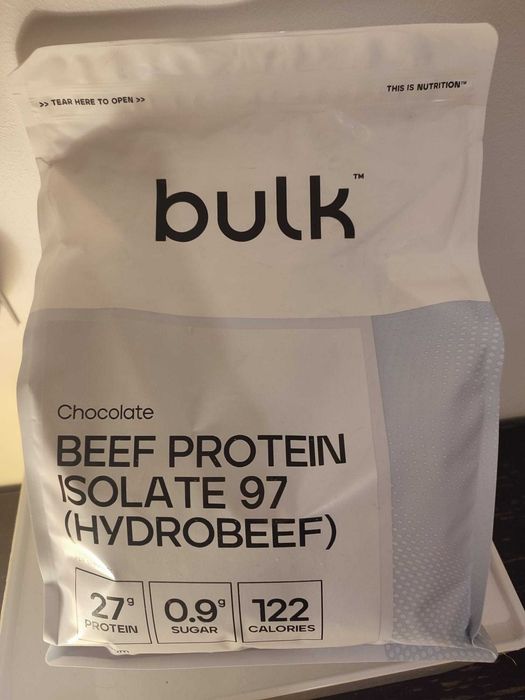 >> TEAR HERE TO OPEN >>
THIS IS NUTRITION™
bulk™
Chocolate
BEEF PROTEIN
ISOLATE 97
(HYDROBEEF)
27g
PROTEIN
0.9g
SUGAR
122
CALORIES